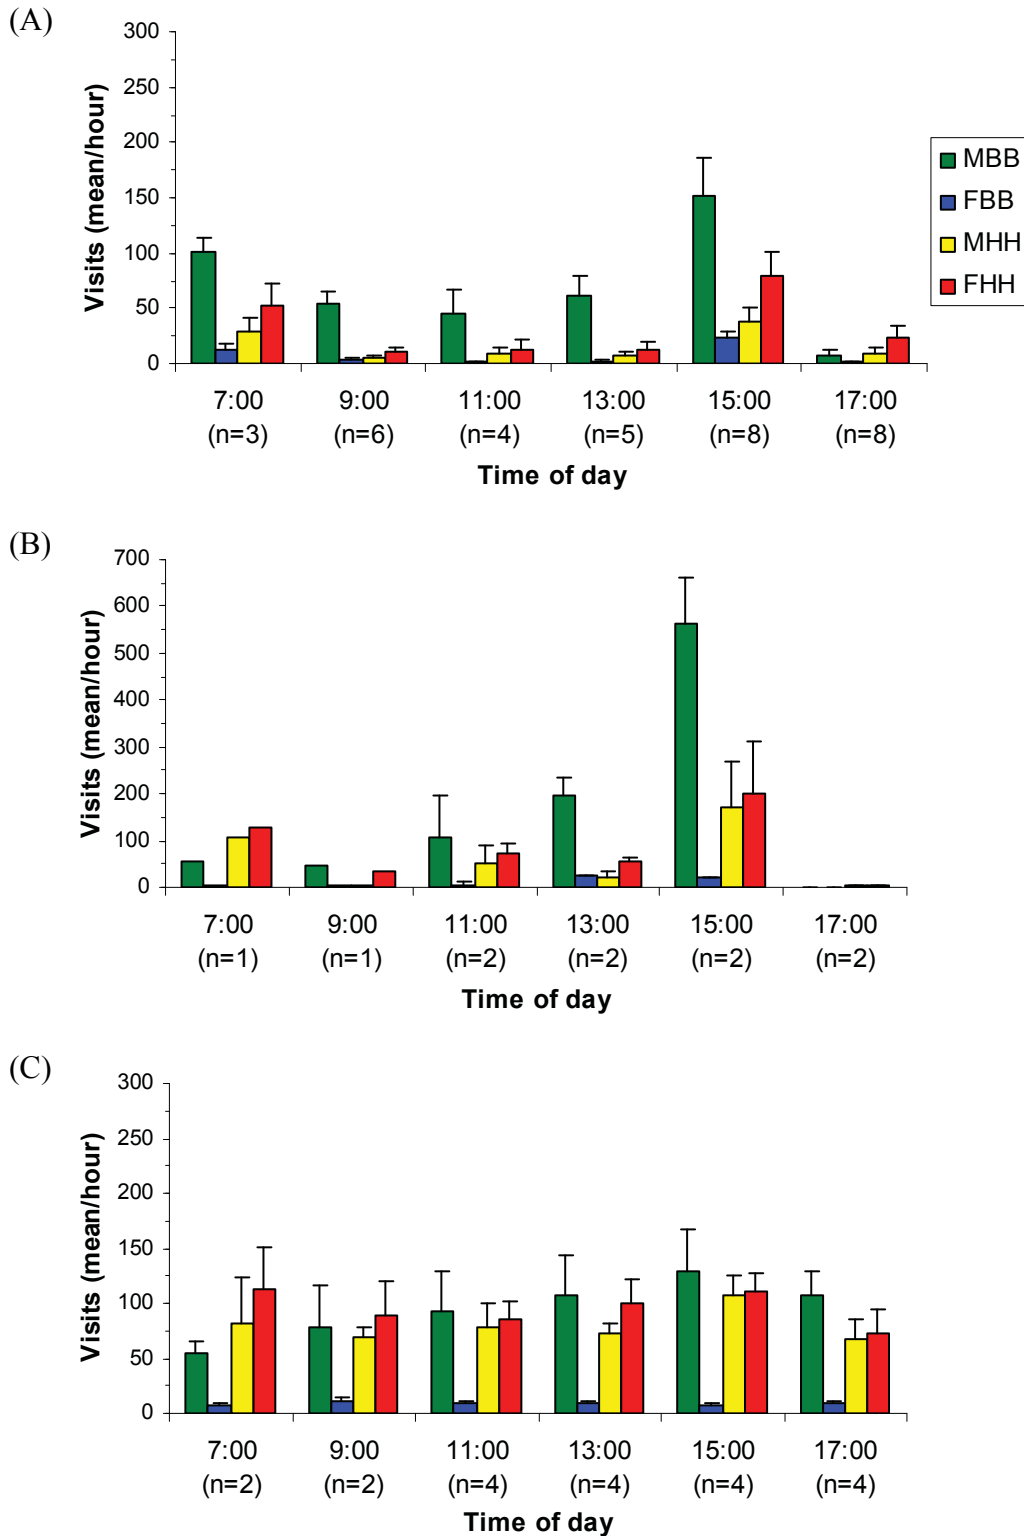 (A)
Visits (mean/hour)
300
250
200
150
100
50
0
7:00 9:00 11:00 13:00 15:00 17:00
(n=3) (n=6) (n=4) (n=5) (n=8) (n=8)
Time of day
MBB
FBB
MHH
FHH
(B)
Visits (mean/hour)
700
600
500
400
300
200
100
0
7:00 9:00 11:00 13:00 15:00 17:00
(n=1) (n=1) (n=2) (n=2) (n=2) (n=2)
Time of day
(C)
Visits (mean/hour)
300
250
200
150
100
50
0
7:00 9:00 11:00 13:00 15:00 17:00
(n=2) (n=2) (n=4) (n=4) (n=4) (n=4)
Time of day